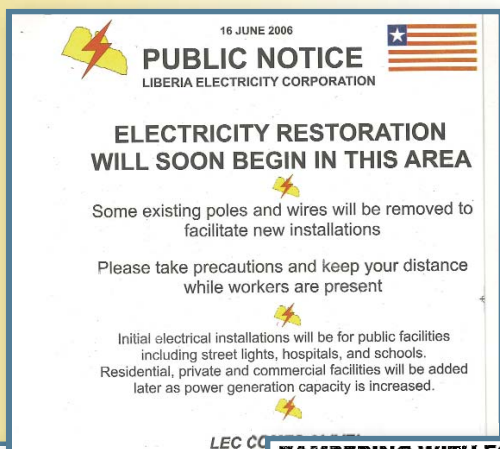 16 JUNE 2006
PUBLIC NOTICE
LIBERIA ELECTRICITY CORPORATION
ELECTRICITY RESTORATION
WILL SOON BEGIN IN THIS AREA
Some existing poles and wires will be removed to
facilitate new installations
Please take precautions and keep your distance
while workers are present
Initial electrical installations will be for public facilities
including street lights, hospitals, and schools.
Residential, private and commercial facilities will be added
later as power generation capacity is increased.
LEC
WITH